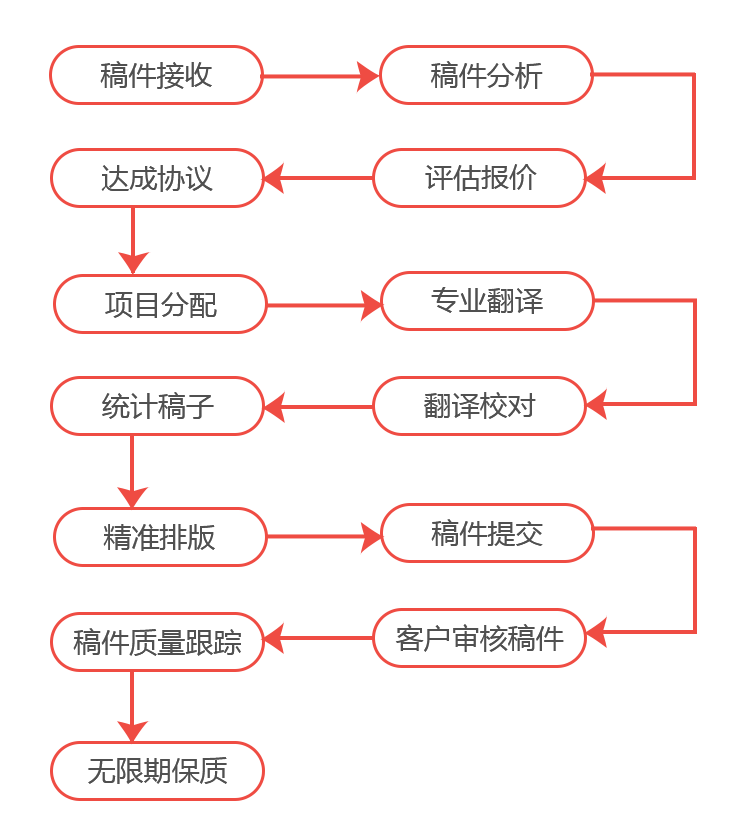 稿件接收
稿件分析
评估报价
达成协议
项目分配
专业翻译
翻译校对
统计稿子
精准排版
稿件提交
客户审核稿件
稿件质量跟踪
无限期保质